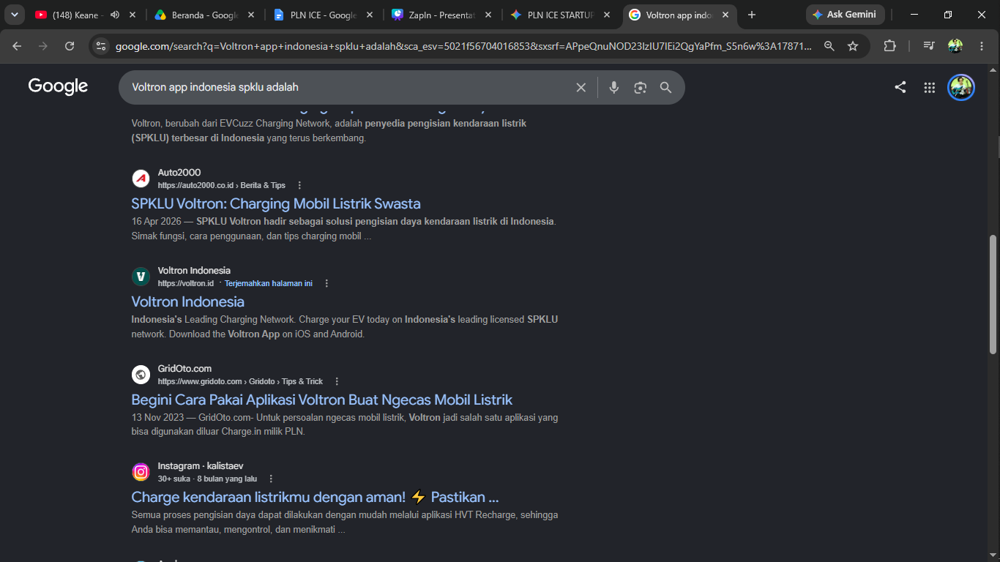 (148) Keane -
Beranda - Google
PLN ICE - Google
ZapIn - Presentat
PLN ICE STARTUP
Voltron app indo
Ask Gemini
google.com/search?q=Voltron+app+indonesia+spklu+adalah&sca_esv=5021f56704016853&sxsrf=APpeQnuNOD23IzIU7IEi2QgYaPfm_S5n6w%3A17871...
Google
Voltron app indonesia spklu adalah
Voltron, berubah dari EVCuzz Charging Network, adalah penyedia pengisian kendaraan listrik
(SPKLU) terbesar di Indonesia yang terus berkembang.
Auto2000
https://auto2000.co.id › Berita & Tips
SPKLU Voltron: Charging Mobil Listrik Swasta
16 Apr 2026 — SPKLU Voltron hadir sebagai solusi pengisian daya kendaraan listrik di Indonesia.
Simak fungsi, cara penggunaan, dan tips charging mobil ...
Voltron Indonesia
https://voltron.id · Terjemahkan halaman ini
Voltron Indonesia
Indonesia's Leading Charging Network. Charge your EV today on Indonesia's leading licensed SPKLU
network. Download the Voltron App on iOS and Android.
GridOto.com
https://www.gridoto.com › Gridoto › Tips & Trick
Begini Cara Pakai Aplikasi Voltron Buat Ngecas Mobil Listrik
13 Nov 2023 — GridOto.com- Untuk persoalan ngecas mobil listrik, Voltron jadi salah satu aplikasi yang
bisa digunakan diluar Charge.in milik PLN.
Instagram · kalistaev
30+ suka · 8 bulan yang lalu
Charge kendaraan listrikmu dengan aman! ⚡ Pastikan ...
Semua proses pengisian daya dapat dilakukan dengan mudah melalui aplikasi HVT Recharge, sehingga
Anda bisa memantau, mengontrol, dan menikmati ...